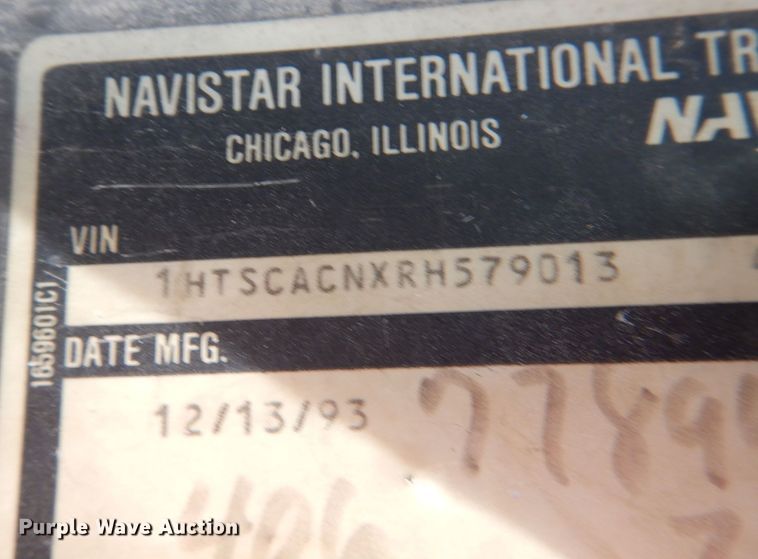 NAVISTAR INTERNATIONAL TR
CHICAGO, ILLINOIS
NAV
VIN
1HTSCACNXRH579013
1659601C1
DATE MFG.
12/13/93
Purple Wave Auction